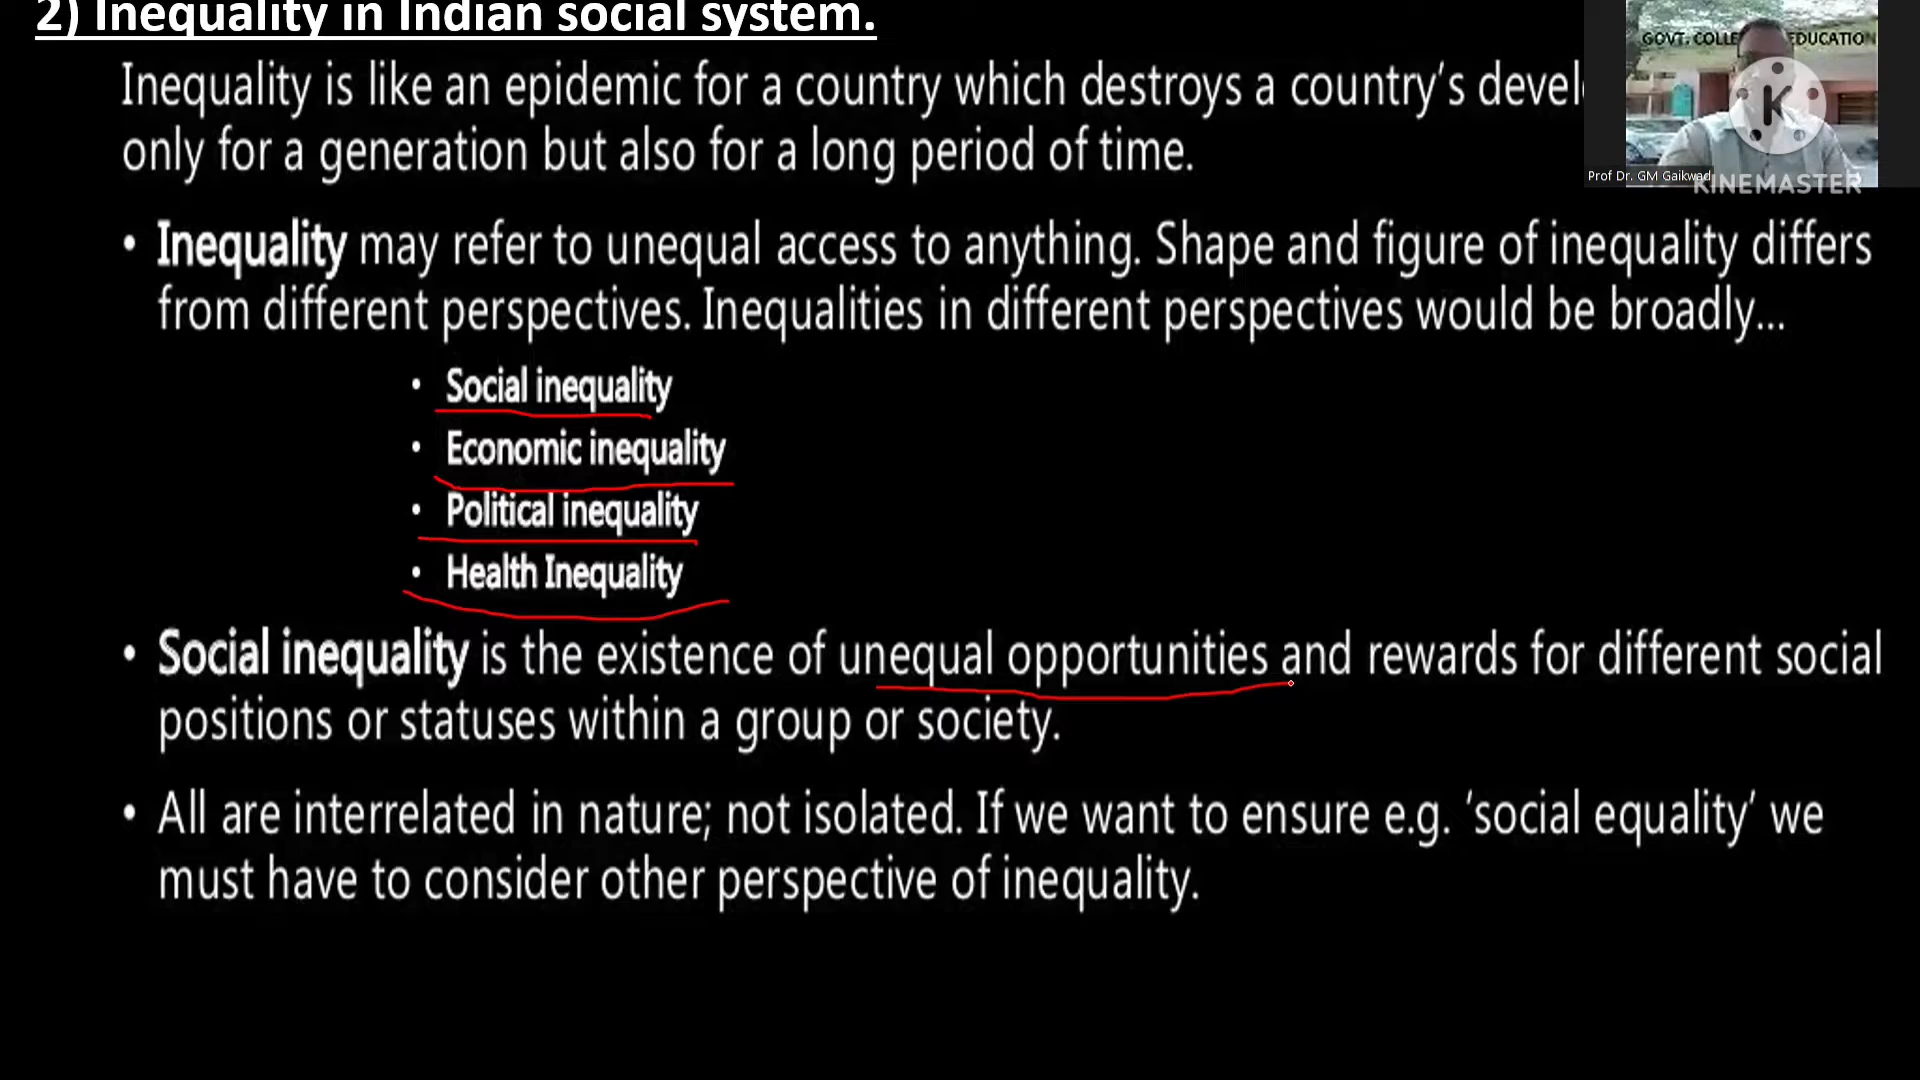 2) Inequality in Indian social system.
Inequality is like an epidemic for a country which destroys a country's
only for a generation but also for a long period of time.
• Inequality may refer to unequal access to anything. Shape and figure of inequality differs
from different perspectives. Inequalities in different perspectives would be broadly...
• Social inequality
• Economic inequality
• Political inequality
• Health Inequality
• Social inequality is the existence of unequal opportunities and rewards for different social
positions or statuses within a group or society.
• All are interrelated in nature; not isolated. If we want to ensure e.g. ‘social equality’ we
must have to consider other perspective of inequality.
GOVT. EDUCATION
K
Prof Dr. GM Gaikwad
KINEMASTER